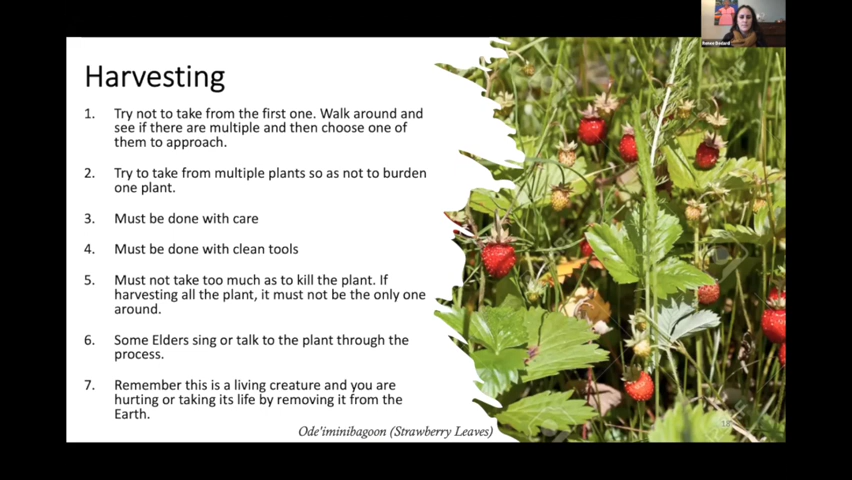 Renee Bedard
Harvesting
1. Try not to take from the first one. Walk around and
see if there are multiple and then choose one of
them to approach.
2. Try to take from multiple plants so as not to burden
one plant.
3. Must be done with care
4. Must be done with clean tools
5. Must not take too much as to kill the plant. If
harvesting all the plant, it must not be the only one
around.
6. Some Elders sing or talk to the plant through the
process.
7. Remember this is a living creature and you are
hurting or taking its life by removing it from the
Earth.
Ode'iminibagoon (Strawberry Leaves)
18